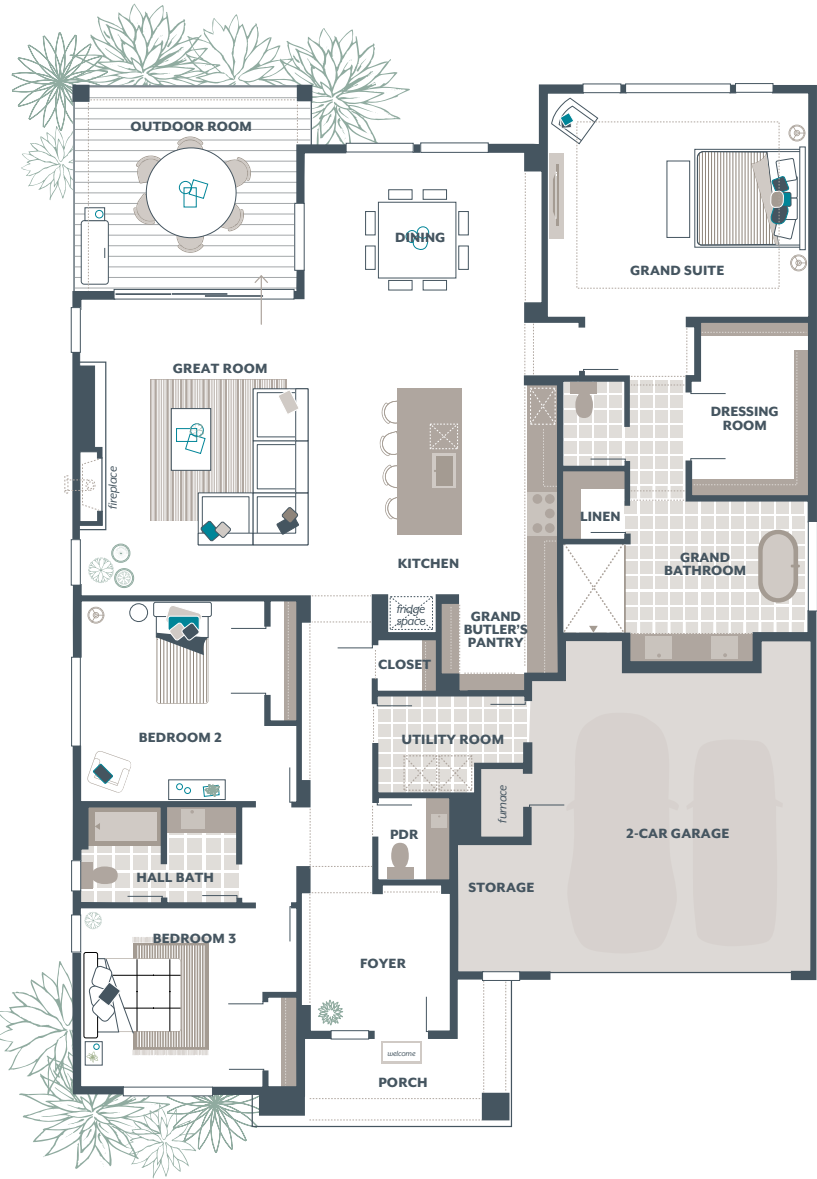 OUTDOOR ROOM
DINING
GRAND SUITE
GREAT ROOM
DRESSING
ROOM
fireplace
LINEN
KITCHEN
GRAND
BATHROOM
fridge
space
GRAND
BUTLER'S
PANTRY
CLOSET
BEDROOM 2
UTILITY ROOM
furnace
PDR
2-CAR GARAGE
HALL BATH
STORAGE
BEDROOM 3
FOYER
welcome
PORCH